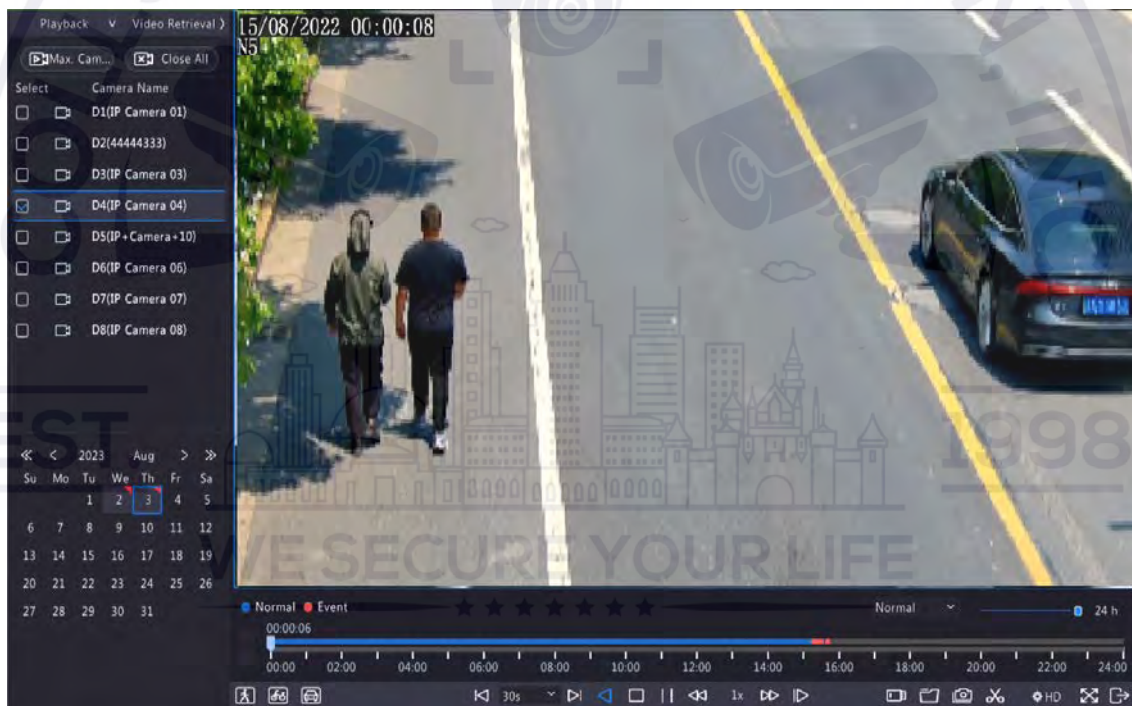 Playback Video Retrieval
Max. Cam... Close All
Select Camera Name
D1(IP Camera 01)
D2(44444333)
D3(IP Camera 03)
D4(IP Camera 04)
D5(IP+Camera+10)
D6(IP Camera 06)
D7(IP Camera 07)
D8(IP Camera 08)
2023 Aug
Su Mo Tu We Th Fr Sa
1 2 3 4 5
6 7 8 9 10 11 12
13 14 15 16 17 18 19
20 21 22 23 24 25 26
27 28 29 30 31
15/08/2022 00:00:08
N5
EST. 1998
WE SECURE YOUR LIFE
Normal Event Normal 24 h
00:00:06
00:00 02:00 04:00 06:00 08:00 10:00 12:00 14:00 16:00 18:00 20:00 22:00 24:00
30s 1x HD